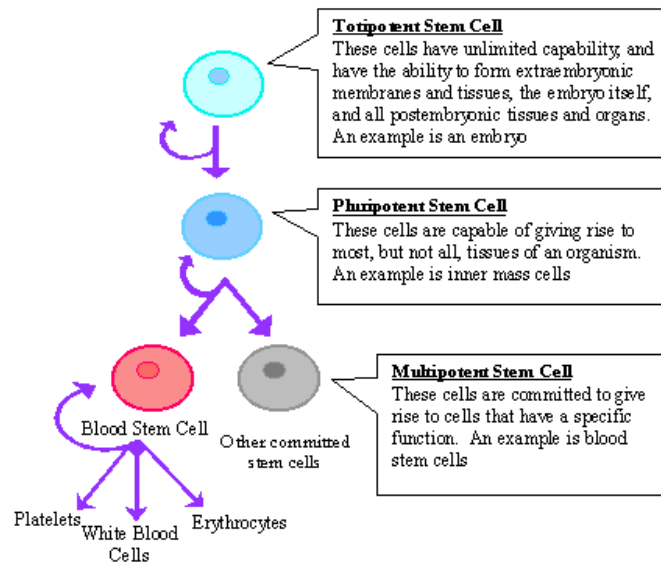 Totipotent Stem Cell
These cells have unlimited capability, and
have the ability to form extraembryonic
membranes and tissues, the embryo itself,
and all postembryonic tissues and organs.
An example is an embryo
Pluripotent Stem Cell
These cells are capable of giving rise to
most, but not all, tissues of an organism.
An example is inner mass cells
Multipotent Stem Cell
These cells are committed to give
rise to cells that have a specific
function. An example is blood
stem cells
Blood Stem Cell
Other committed
stem cells
Platelets
White Blood
Cells
Erythrocytes